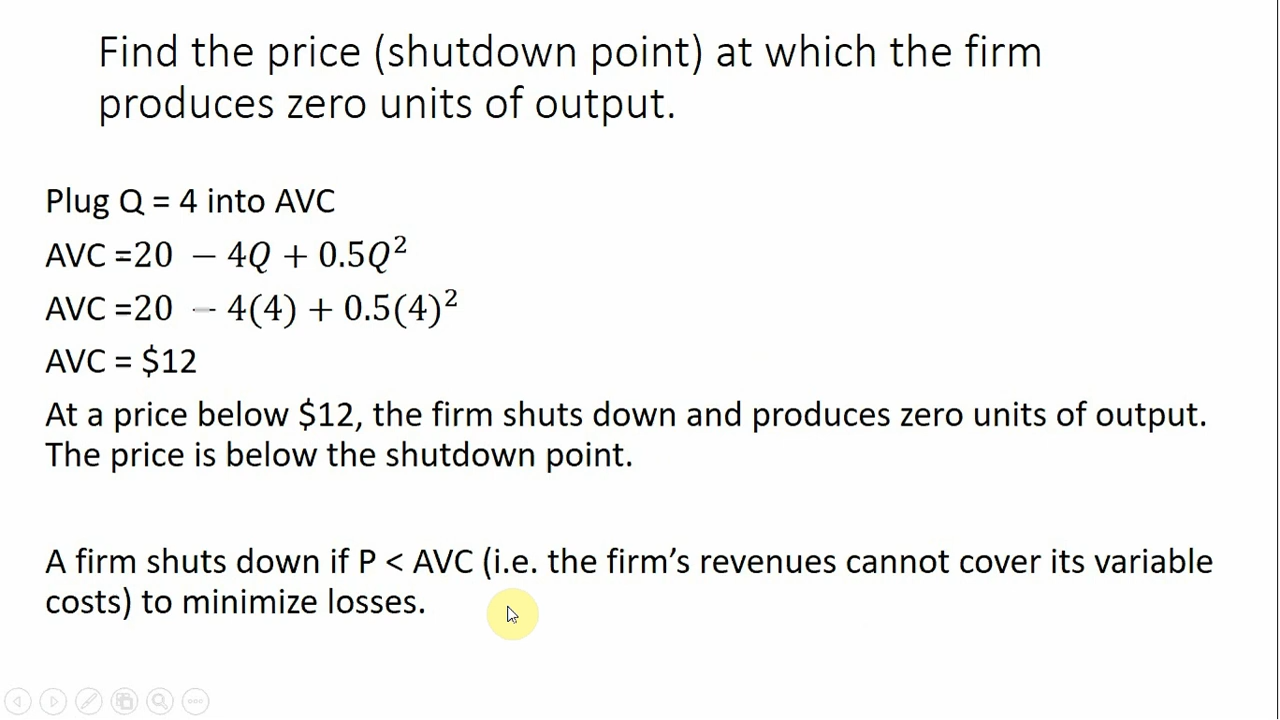 Find the price (shutdown point) at which the firm
produces zero units of output.
Plug Q = 4 into AVC
AVC =20 − 4Q + 0.5Q²
AVC =20 − 4(4) + 0.5(4)²
AVC = $12
At a price below $12, the firm shuts down and produces zero units of output.
The price is below the shutdown point.
A firm shuts down if P < AVC (i.e. the firm’s revenues cannot cover its variable
costs) to minimize losses.